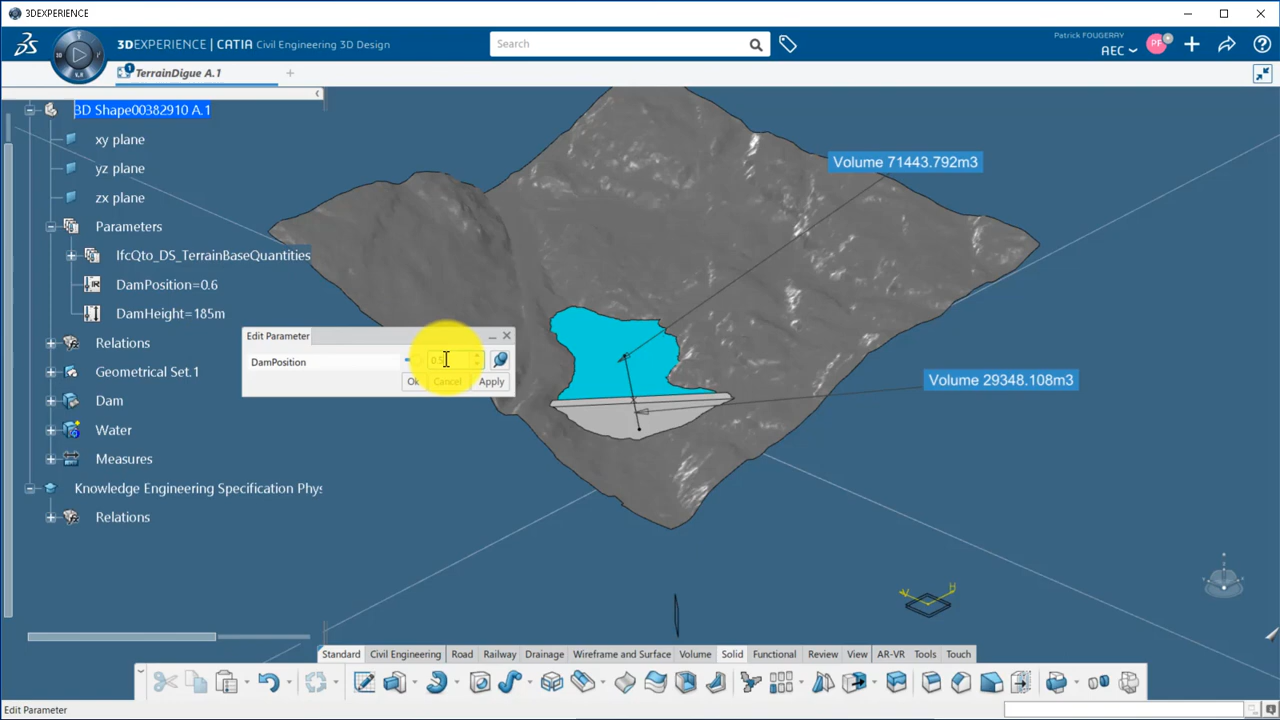 3DEXPERIENCE
3DEXPERIENCE | CATIA Civil Engineering 3D Design
Search
Patrick FOUGERAY
AEC
PF
3D
V.R
TerrainDigue A.1
3D Shape00382910 A.1
xy plane
yz plane
zx plane
Parameters
IfcQto_DS_TerrainBaseQuantities
DamPosition=0.6
DamHeight=185m
Relations
Geometrical Set.1
Dam
Water
Measures
Knowledge Engineering Specification Phys
Relations
Volume 71443.792m3
Volume 29348.108m3
Edit Parameter
DamPosition
0.5
Ok
Cancel
Apply
Standard
Civil Engineering
Road
Railway
Drainage
Wireframe and Surface
Volume
Solid
Functional
Review
View
AR-VR
Tools
Touch
Edit Parameter